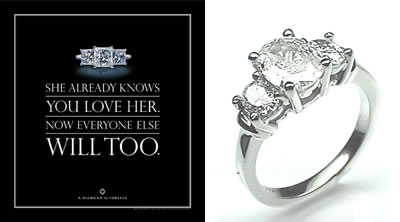 SHE ALREADY KNOWS
YOU LOVE HER.
NOW EVERYONE ELSE
WILL TOO.
A DIAMOND IS FOREVER